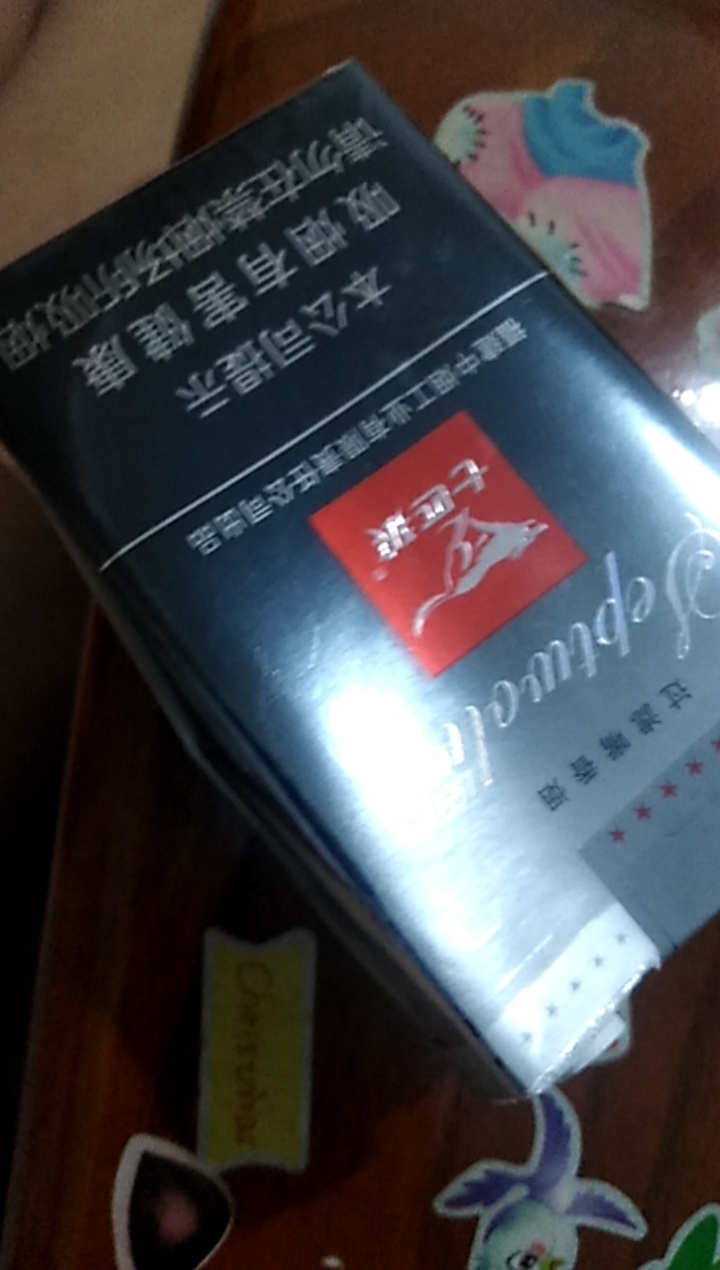 本公司提示
吸烟有害健康
请勿在禁烟场所吸烟
福建中烟工业有限责任公司出品
七匹狼
Septwolves
过滤嘴香烟
Christmas